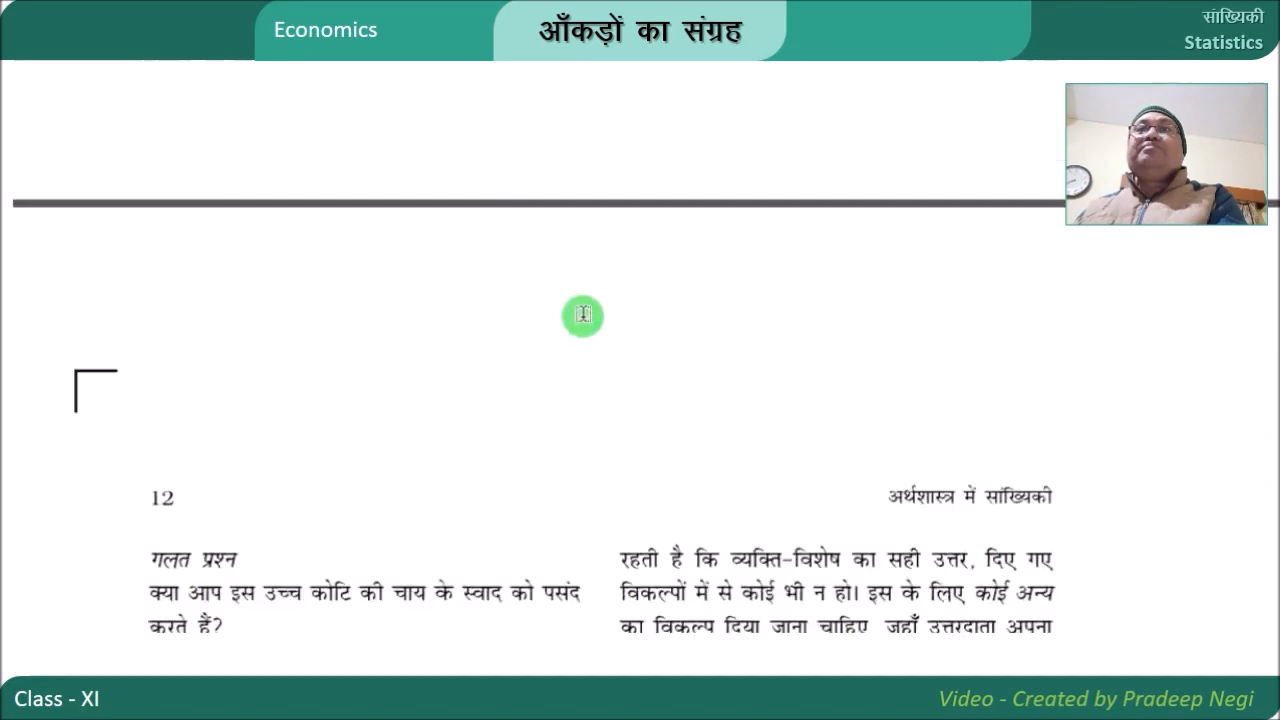 Economics
आँकड़ों का संग्रह
सांख्यिकी
Statistics
12
अर्थशास्त्र में सांख्यिकी
गलत प्रश्न
क्या आप इस उच्च कोटि की चाय के स्वाद को पसंद
करते हैं?
रहती है कि व्यक्ति-विशेष का सही उत्तर, दिए गए
विकल्पों में से कोई भी न हो। इस के लिए कोई अन्य
का विकल्प दिया जाना चाहिए जहाँ उत्तरदाता अपना
Class - XI
Video - Created by Pradeep Negi